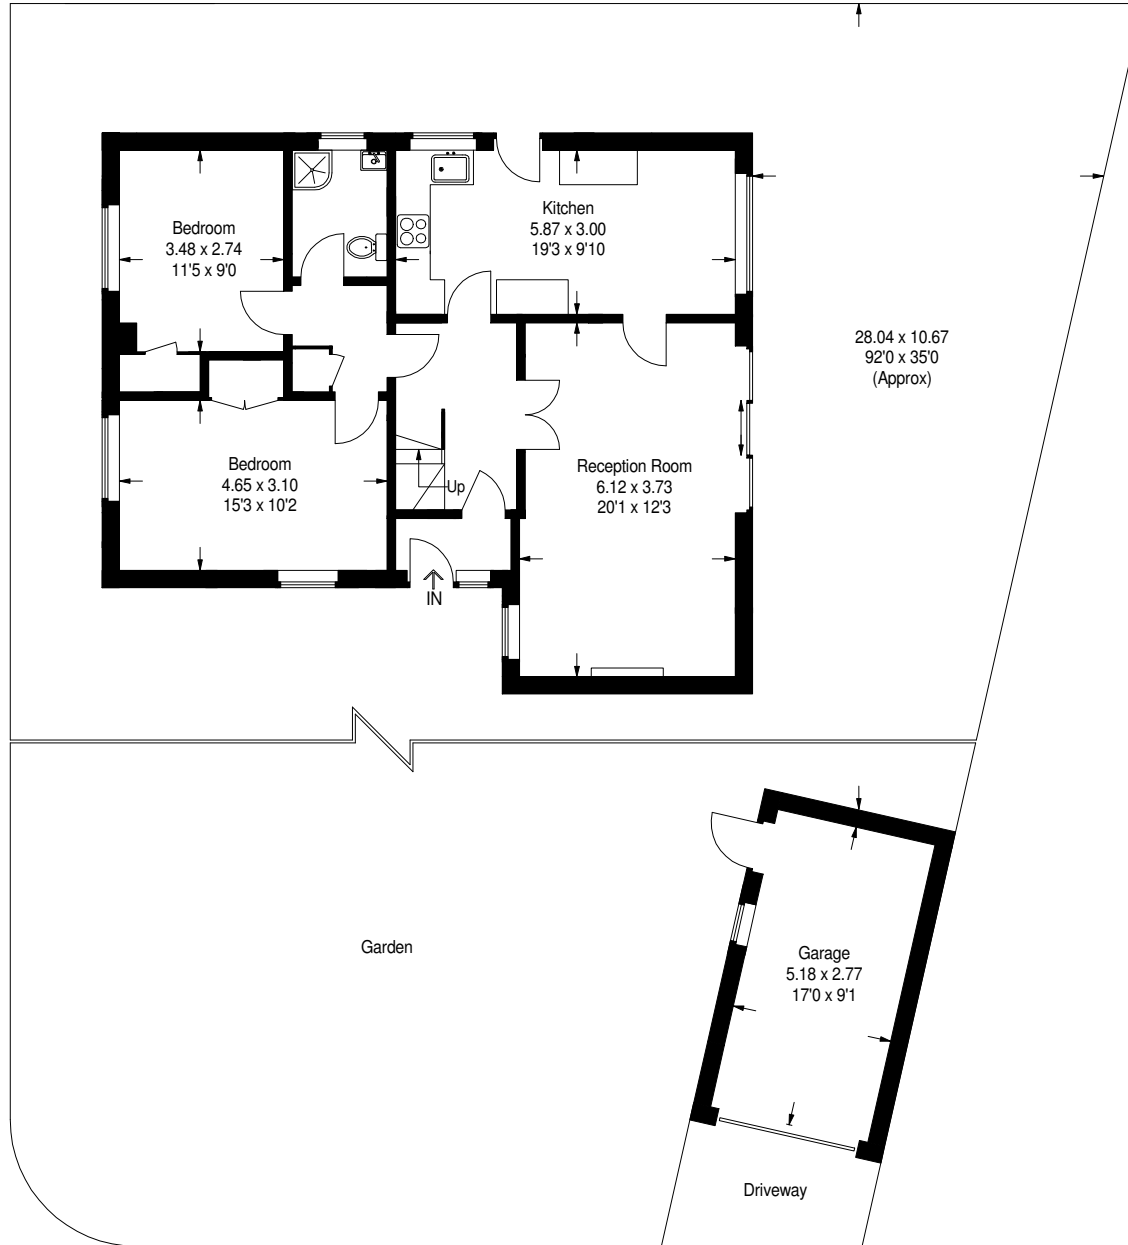 Bedroom
3.48 x 2.74
11'5 x 9'0
Kitchen
5.87 x 3.00
19'3 x 9'10
28.04 x 10.67
92'0 x 35'0
(Approx)
Bedroom
4.65 x 3.10
15'3 x 10'2
Up
Reception Room
6.12 x 3.73
20'1 x 12'3
IN
Garden
Garage
5.18 x 2.77
17'0 x 9'1
Driveway